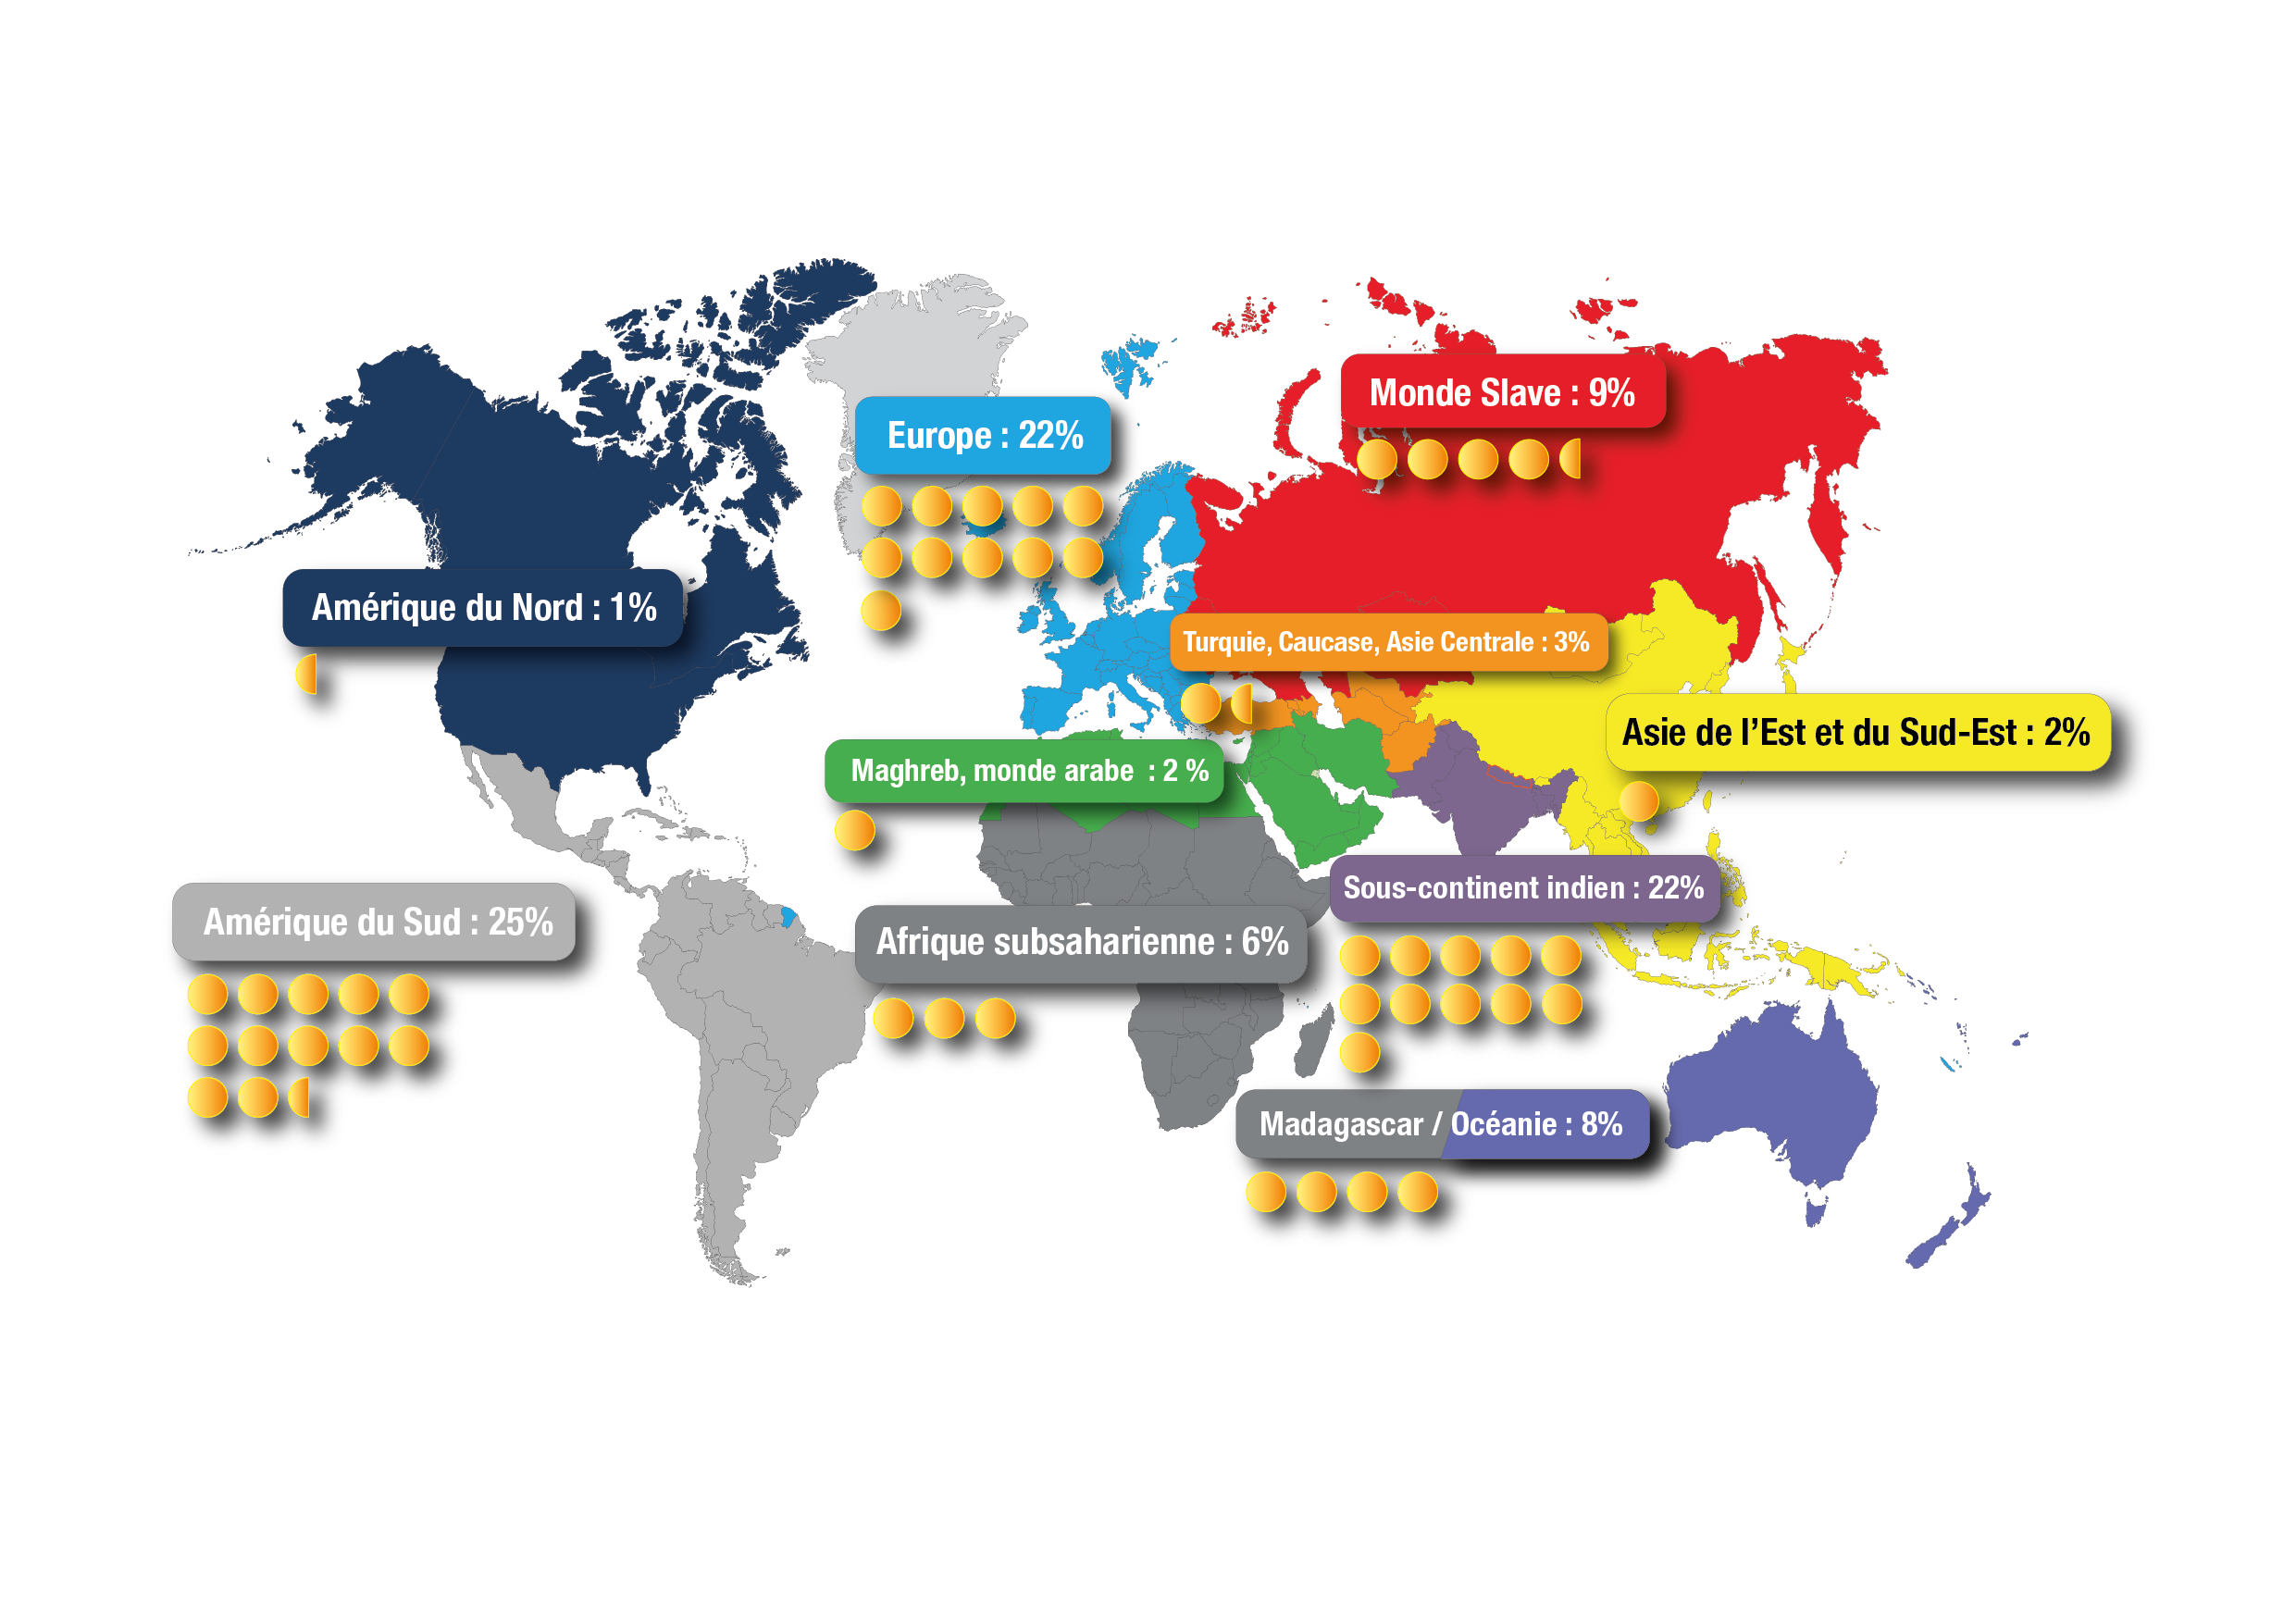 Monde Slave : 9%
Europe : 22%
Amérique du Nord : 1%
Turquie, Caucase, Asie Centrale : 3%
Asie de l’Est et du Sud-Est : 2%
Maghreb, monde arabe  : 2 %
Sous-continent indien : 22%
Amérique du Sud : 25%
Afrique subsaharienne : 6%
Madagascar / Océanie : 8%